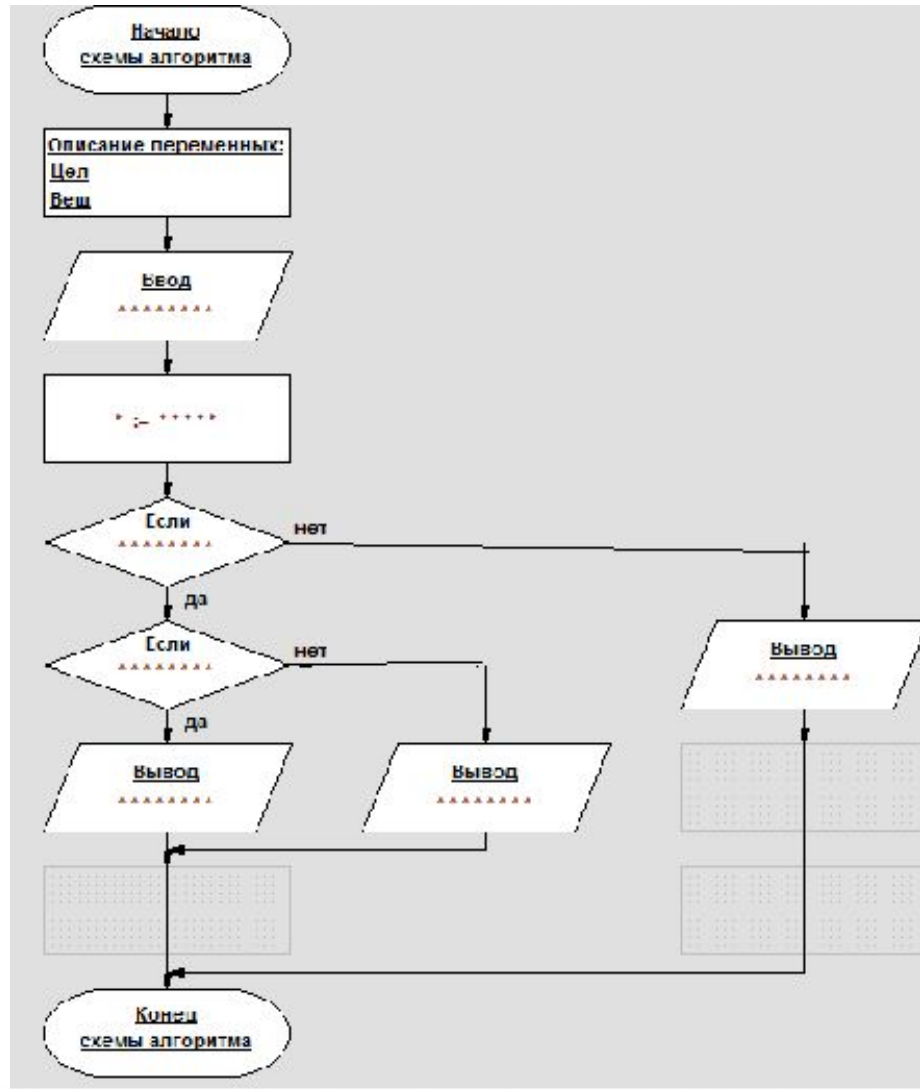 Начало
схемы алгоритма
Описание переменных:
Цел
Вещ
Ввод
* * * * * * * *
* := * * * * *
Если
* * * * * * * *
нет
да
Если
* * * * * * * *
нет
Вывод
* * * * * * * *
да
Вывод
* * * * * * * *
Вывод
* * * * * * * *
Конец
схемы алгоритма